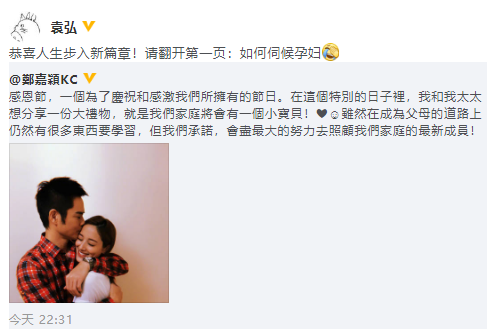 袁弘
恭喜人生步入新篇章！请翻开第一页：如何伺候孕妇
@鄭嘉穎KC
感恩節，一個為了慶祝和感激我們所擁有的節日。在這個特別的日子裡，我和我太太
想分享一份大禮物，就是我們家庭將會有一個小寶貝！❤☺雖然在成為父母的道路上
仍然有很多東西要學習，但我們承諾，會盡最大的努力去照顧我們家庭的最新成員！
今天 22:31